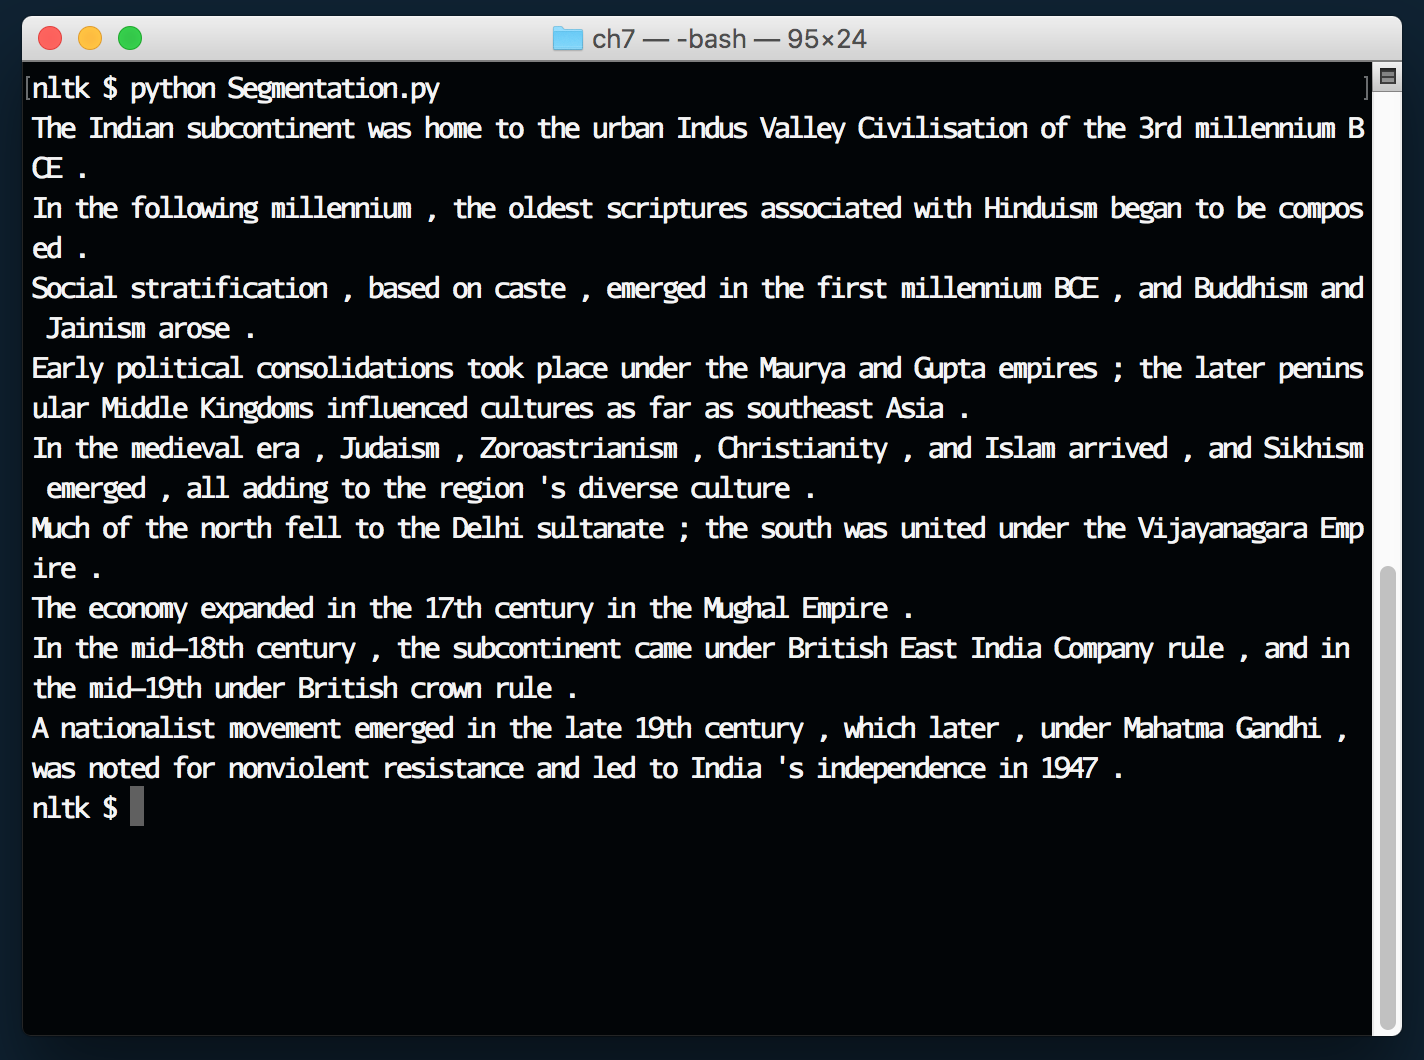 ch7 — -bash — 95×24
[nltk $ python Segmentation.py ]
The Indian subcontinent was home to the urban Indus Valley Civilisation of the 3rd millennium B
CE .
In the following millennium , the oldest scriptures associated with Hinduism began to be compos
ed .
Social stratification , based on caste , emerged in the first millennium BCE , and Buddhism and
 Jainism arose .
Early political consolidations took place under the Maurya and Gupta empires ; the later penins
ular Middle Kingdoms influenced cultures as far as southeast Asia .
In the medieval era , Judaism , Zoroastrianism , Christianity , and Islam arrived , and Sikhism
 emerged , all adding to the region 's diverse culture .
Much of the north fell to the Delhi sultanate ; the south was united under the Vijayanagara Emp
ire .
The economy expanded in the 17th century in the Mughal Empire .
In the mid–18th century , the subcontinent came under British East India Company rule , and in
the mid–19th under British crown rule .
A nationalist movement emerged in the late 19th century , which later , under Mahatma Gandhi ,
was noted for nonviolent resistance and led to India 's independence in 1947 .
nltk $